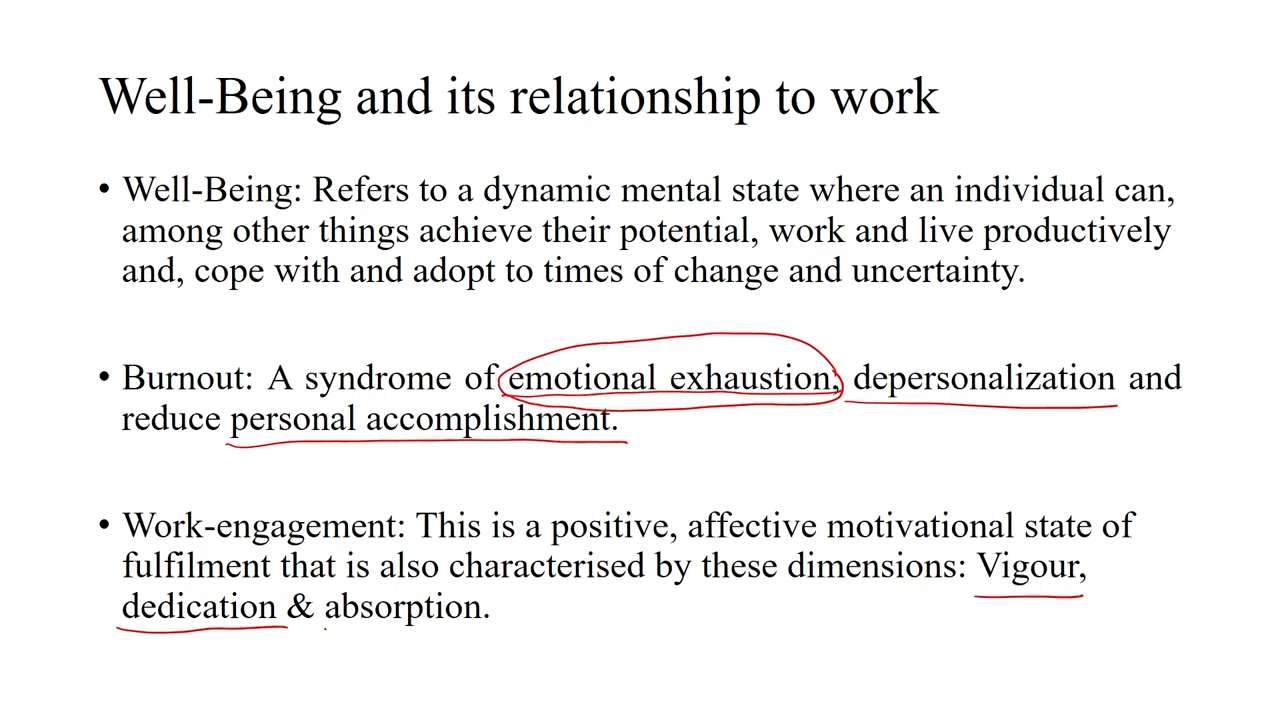 Well-Being and its relationship to work
• Well-Being: Refers to a dynamic mental state where an individual can,
among other things achieve their potential, work and live productively
and, cope with and adopt to times of change and uncertainty.
• Burnout: A syndrome of emotional exhaustion, depersonalization and
reduce personal accomplishment.
• Work-engagement: This is a positive, affective motivational state of
fulfilment that is also characterised by these dimensions: Vigour,
dedication & absorption.